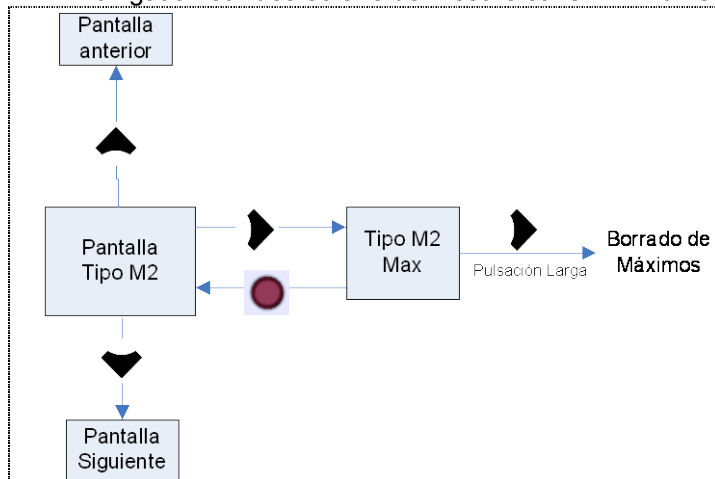 Pantalla
anterior
Pantalla
Tipo M2
Tipo M2
Max
Pulsación Larga
Borrado de
Máximos
Pantalla
Siguiente